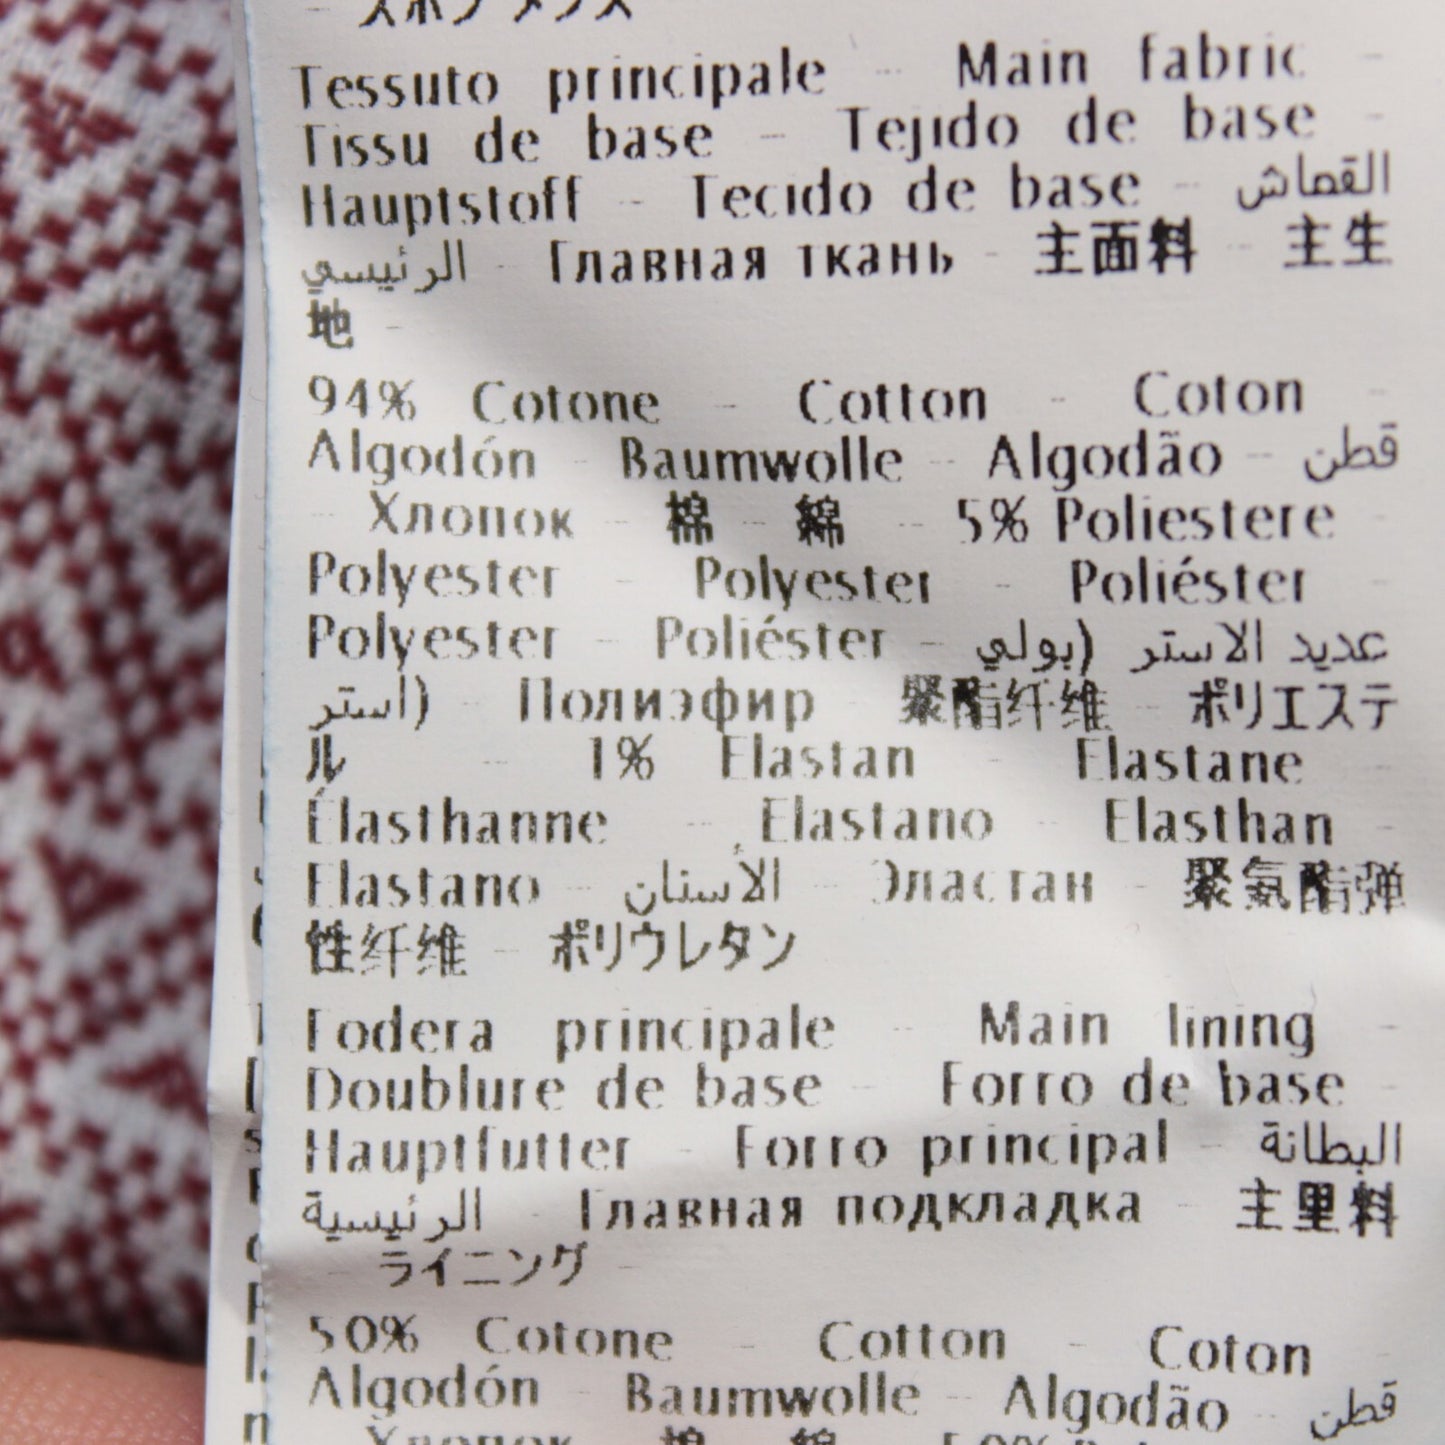 Tessuto principale - Main fabric -
Tissu de base - Tejido de base -
Hauptstoff - Tecido de base - القماش
الرئيسي - Главная ткань - 主面料 - 主生
地 -
94% Cotone - Cotton - Coton -
Algodón - Baumwolle - Algodão - قطن
- Хлопок - 棉 - 綿 - 5% Poliestere -
Polyester - Polyester - Poliéster -
Polyester - Poliéster - عديد الاستر (بولي
استر) - Полиэфир - 聚酯纤维 - ポリエステ
ル - 1% Elastan - Elastane -
Élasthanne - Elastano - Elasthan -
Elastano - الأستان - Эластан - 聚氨酯弹
性纤维 - ポリウレタン
Fodera principale - Main lining -
Doublure de base - Forro de base -
Hauptfutter - Forro principal - البطانة
الرئيسية - Главная подкладка - 主里料
- ライニング -
50% Cotone - Cotton - Coton -
Algodón - Baumwolle - Algodão - قطن
Хлопок 棉 綿